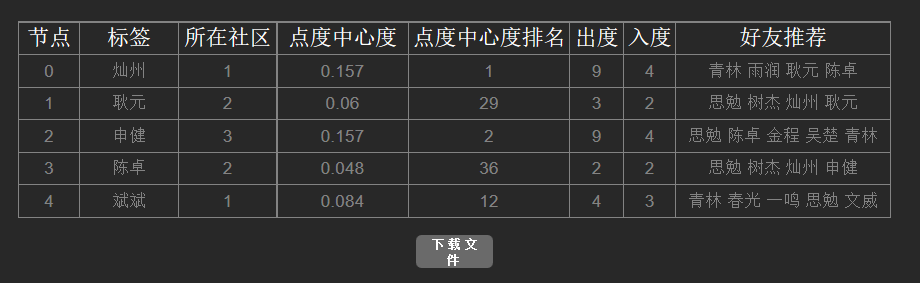 节点 标签 所在社区 点度中心度 点度中心度排名 出度 入度 好友推荐
0 灿州 1 0.157 1 9 4 青林 雨润 耿元 陈卓
1 耿元 2 0.06 29 3 2 思勉 树杰 灿州 耿元
2 申健 3 0.157 2 9 4 思勉 陈卓 金程 吴楚 青林
3 陈卓 2 0.048 36 2 2 思勉 树杰 灿州 申健
4 斌斌 1 0.084 12 4 3 青林 春光 一鸣 思勉 文威
下载文
件